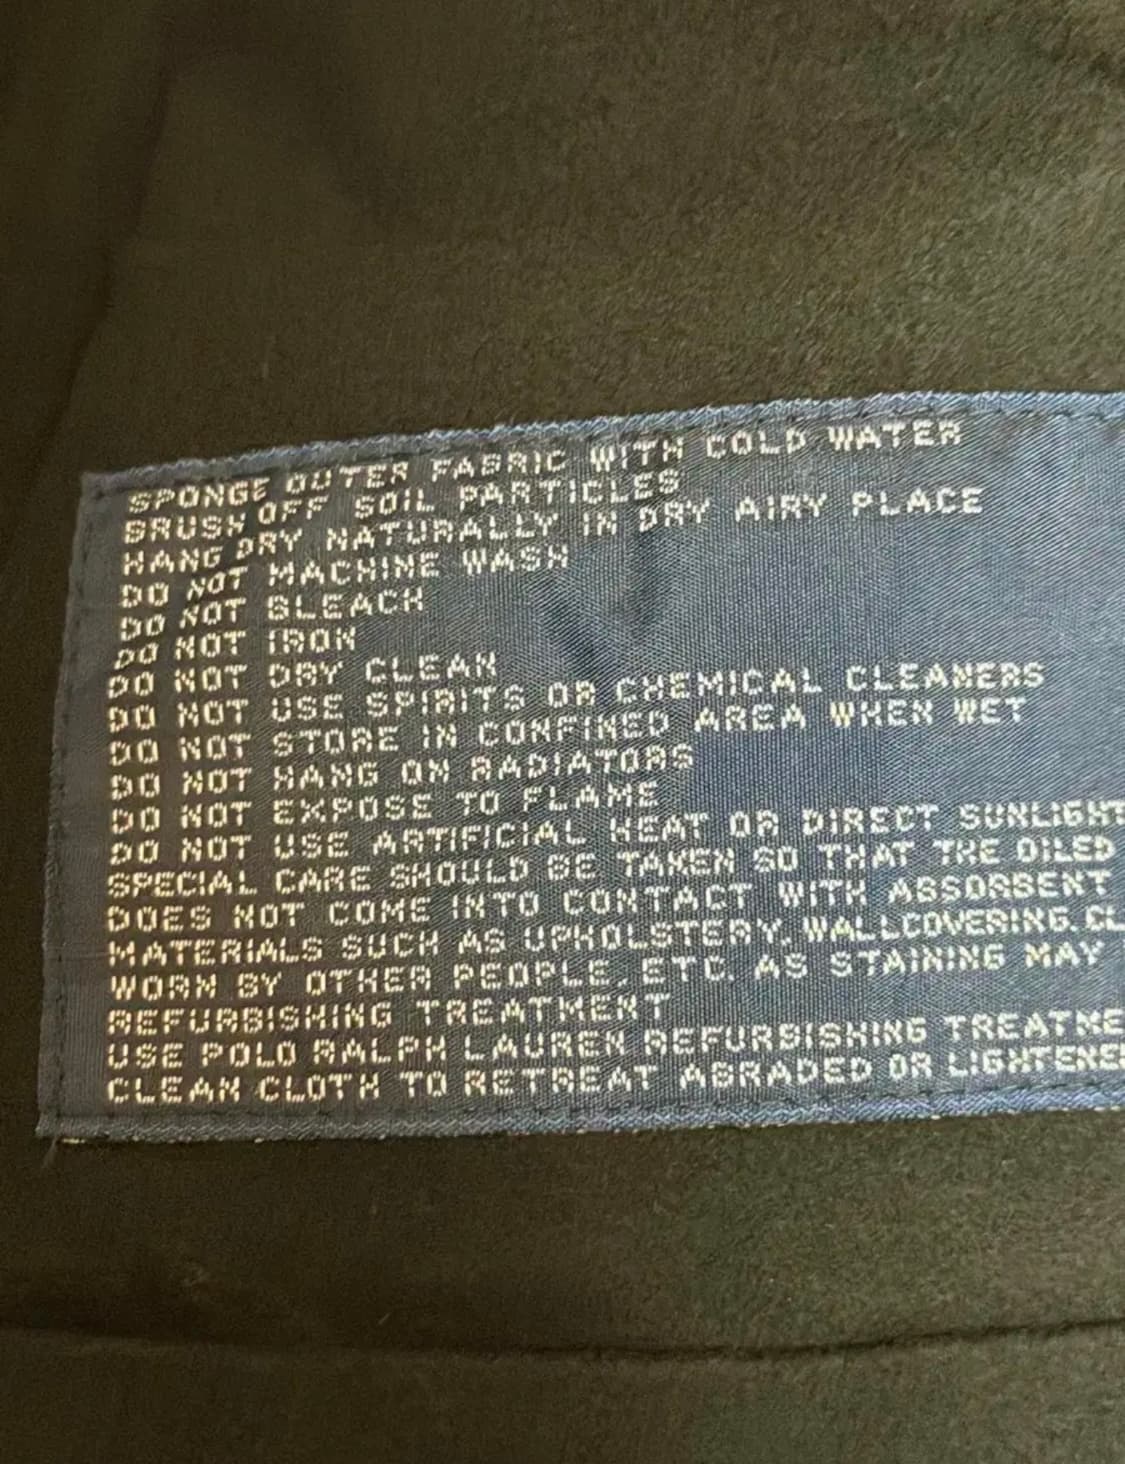 SPONGE OUTER FABRIC WITH COLD WATER
BRUSH OFF SOIL PARTICLES
HANG DRY NATURALLY IN DRY AIRY PLACE
DO NOT MACHINE WASH
DO NOT BLEACH
DO NOT IRON
DO NOT DRY CLEAN
DO NOT USE SPIRITS OR CHEMICAL CLEANERS
DO NOT STORE IN CONFINED AREA WHEN WET
DO NOT HANG ON RADIATORS
DO NOT EXPOSE TO FLAME
DO NOT USE ARTIFICIAL HEAT OR DIRECT SUNLIGHT
SPECIAL CARE SHOULD BE TAKEN SO THAT THE OILED
DOES NOT COME INTO CONTACT WITH ABSORBENT
MATERIALS SUCH AS UPHOLSTERY, WALLCOVERING, CL
WORN BY OTHER PEOPLE, ETC. AS STAINING MAY
REFURBISHING TREATMENT
USE POLO RALPH LAUREN REFURBISHING TREATME
CLEAN CLOTH TO RETREAT ABRADED OR LIGHTENE